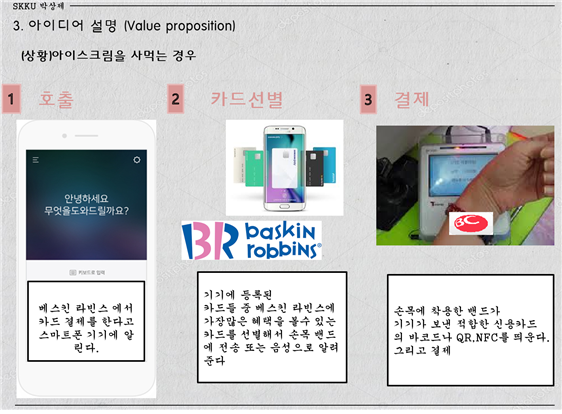 SKKU 박상제
3. 아이디어 설명 (Value proposition)
(상황)아이스크림을 사먹는 경우
1 호출
2 카드선별
3 결제
안녕하세요
무엇을도와드릴까요?
키보드로 입력
베스킨 라빈스 에서
카드 결제를 한다고
스마트폰 기기에 알
린다.
BR baskin
robbins
기기에 등록된
카드들 중 베스킨 라빈스에
가장많은 혜택을 볼수 있는
카드를 선별해서 손목 밴드
에 전송 또는 음성으로 알려
준다
BC
손목에 착용한 밴드가
기기가 보낸 적합한 신용카드
의 바코드나 QR,NFC를 띄운다.
그리고 결제